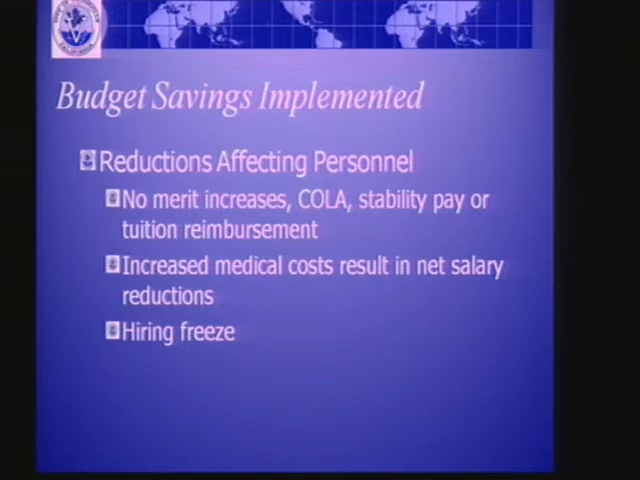 CALIFORNIA
Budget Savings Implemented
Reductions Affecting Personnel
No merit increases, COLA, stability pay or
tuition reimbursement
Increased medical costs result in net salary
reductions
Hiring freeze